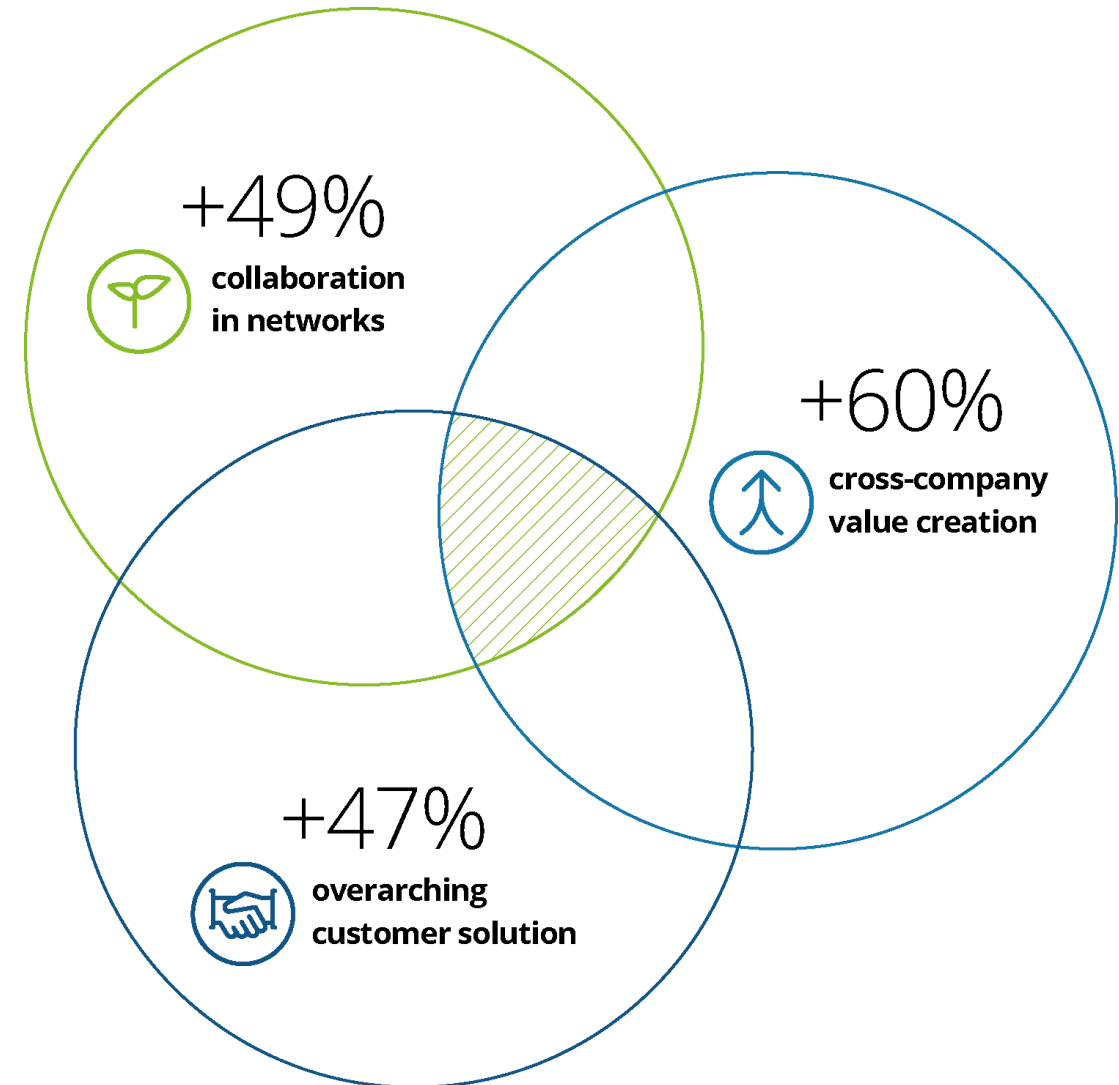 +49%
collaboration
in networks
+60%
cross-company
value creation
+47%
overarching
customer solution